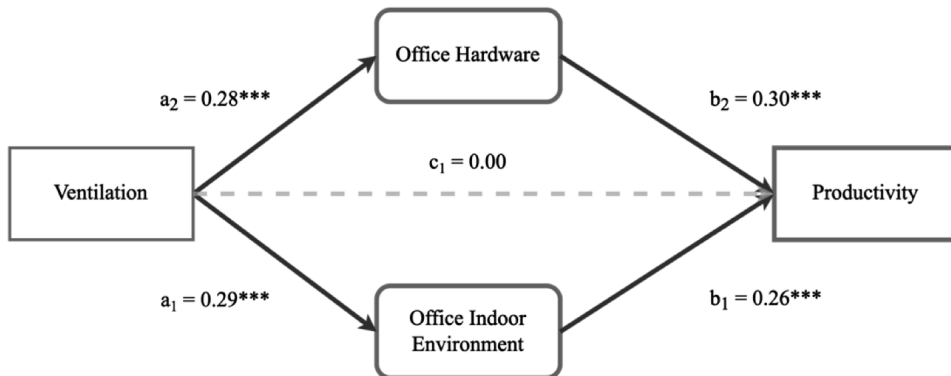 Office Hardware
a2 = 0.28***
b2 = 0.30***
c1 = 0.00
Ventilation
Productivity
a1 = 0.29***
b1 = 0.26***
Office Indoor
Environment